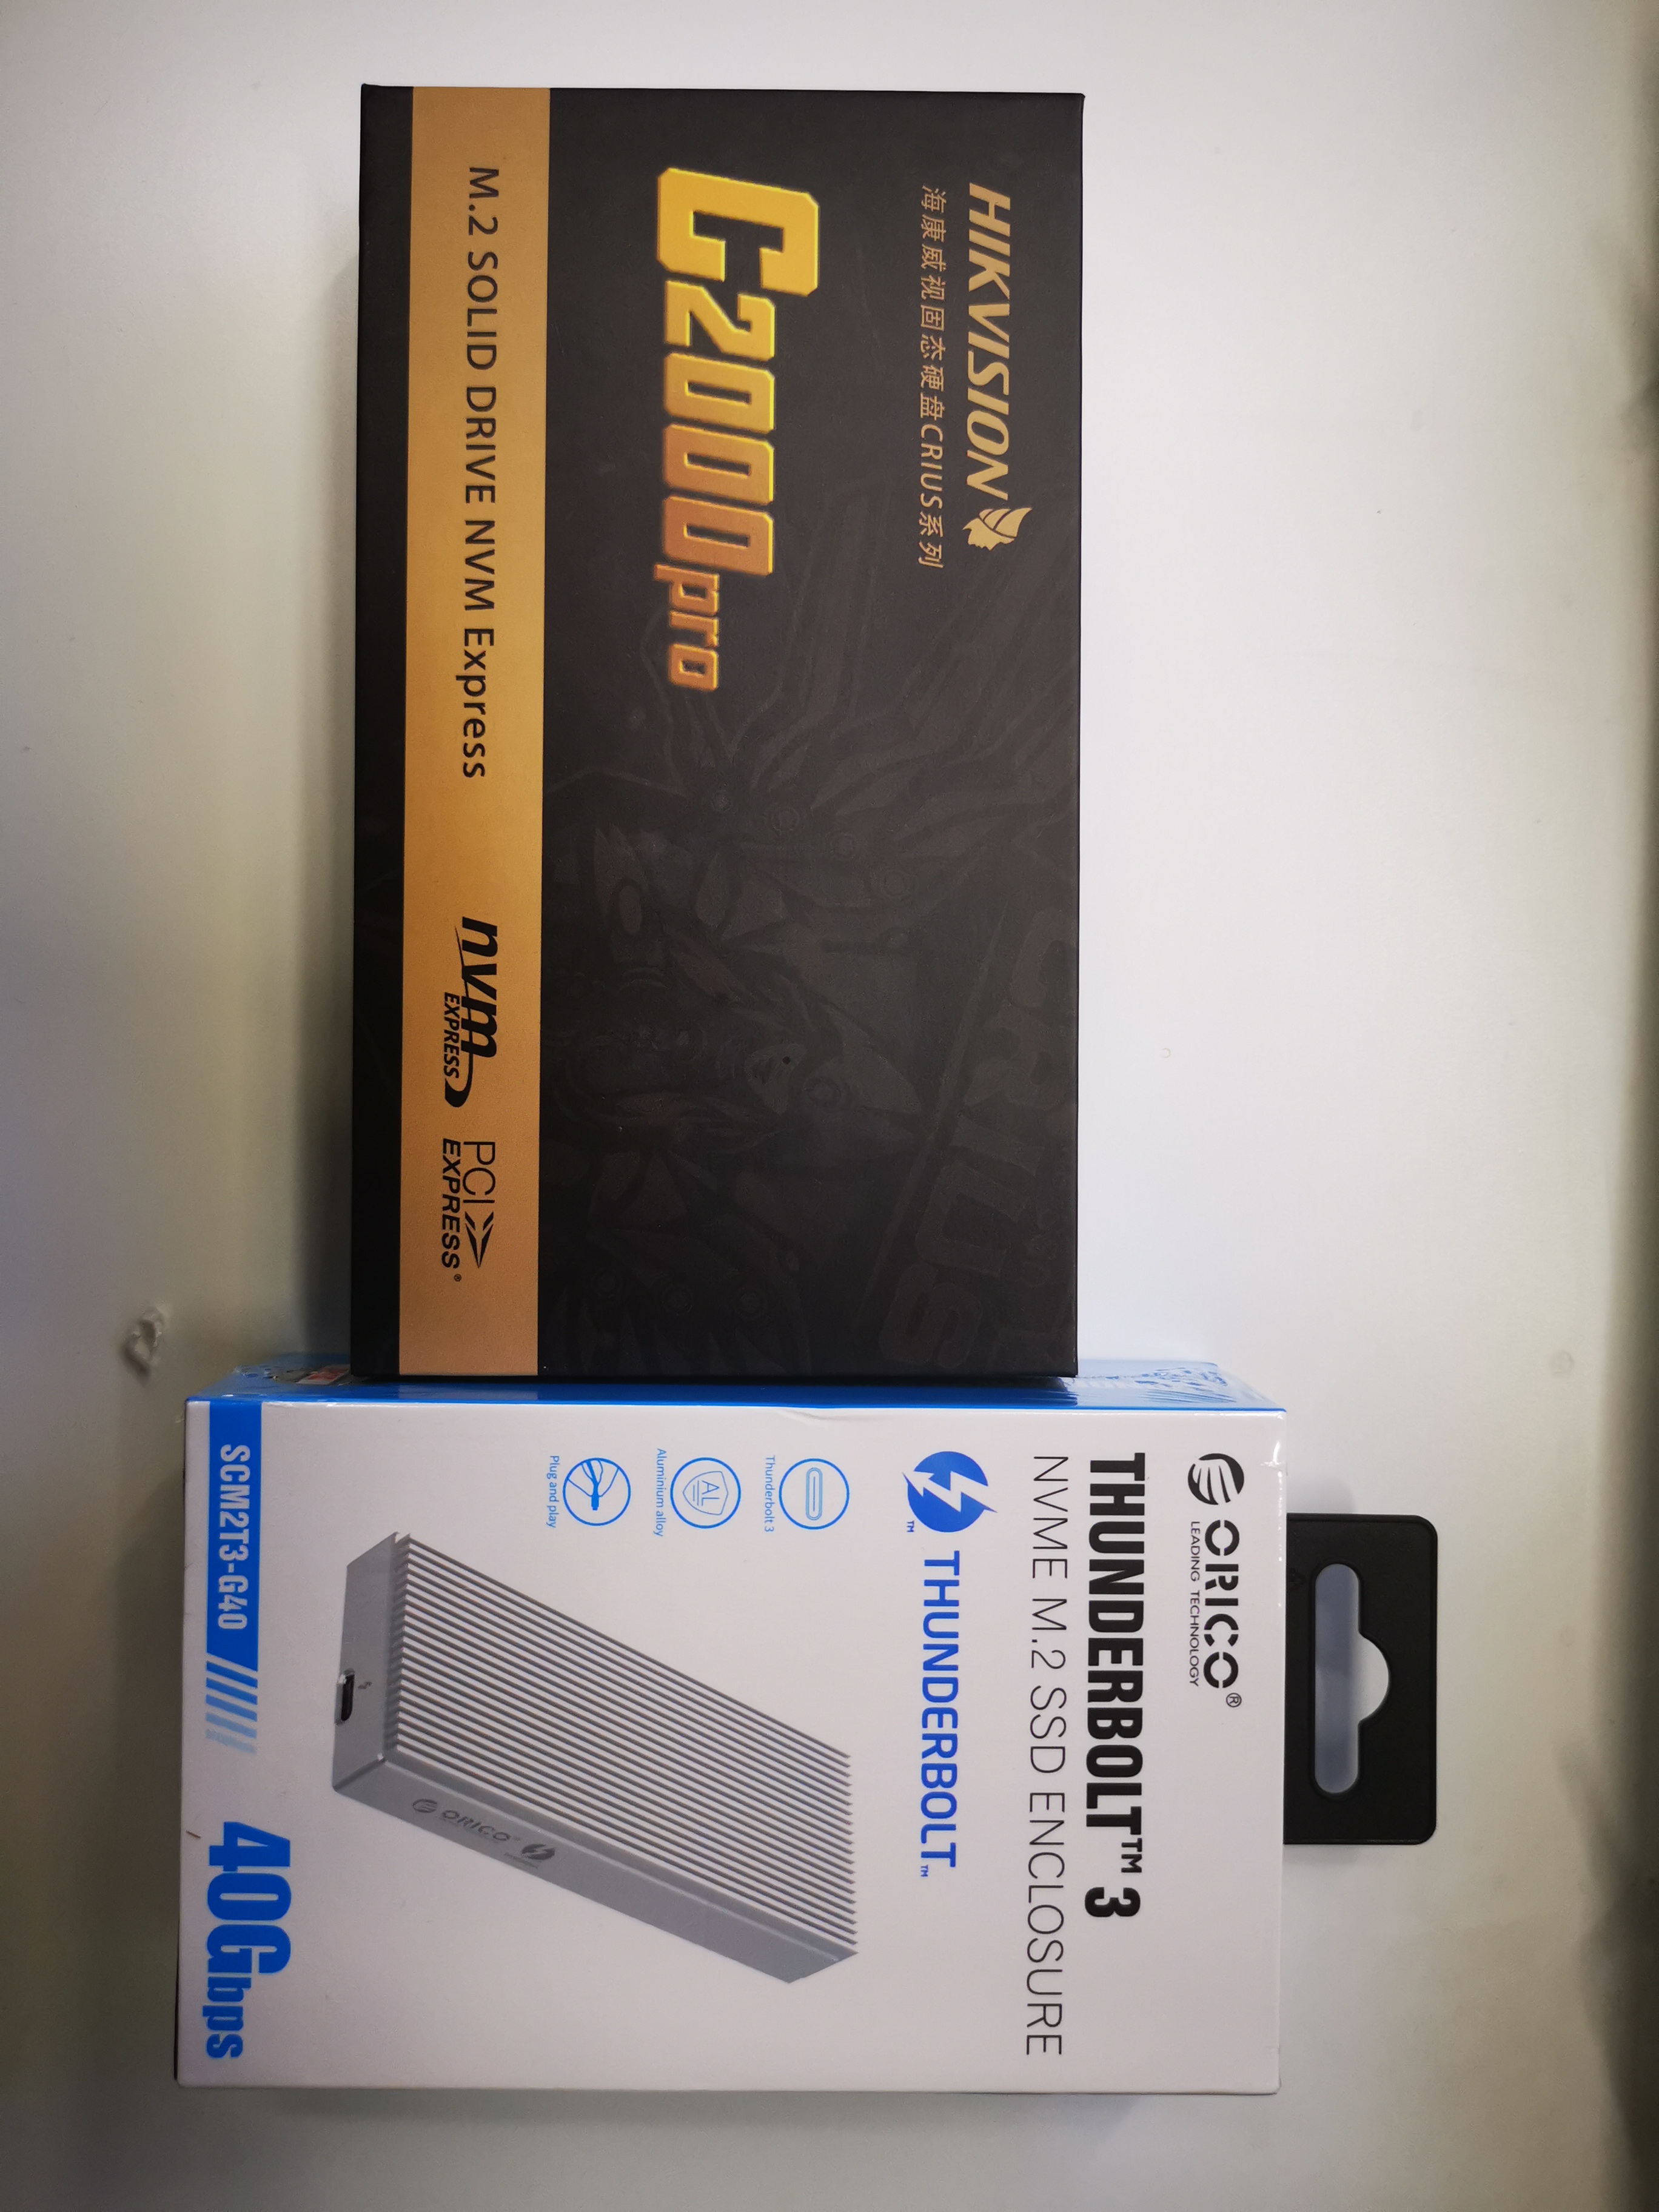 HIKVISION
海康威视固态硬盘CRIUS系列
C2000pro
M.2 SOLID DRIVE NVM Express
nvm
EXPRESS
PCI
EXPRESS®
CRIUS
ORICO®
LEADING TECHNOLOGY
THUNDERBOLT™ 3
NVME M.2 SSD ENCLOSURE
THUNDERBOLT™
Thunderbolt 3
AL
Aluminium alloy
Plug and play
ORICO
SCM2T3-G40
40Gbps